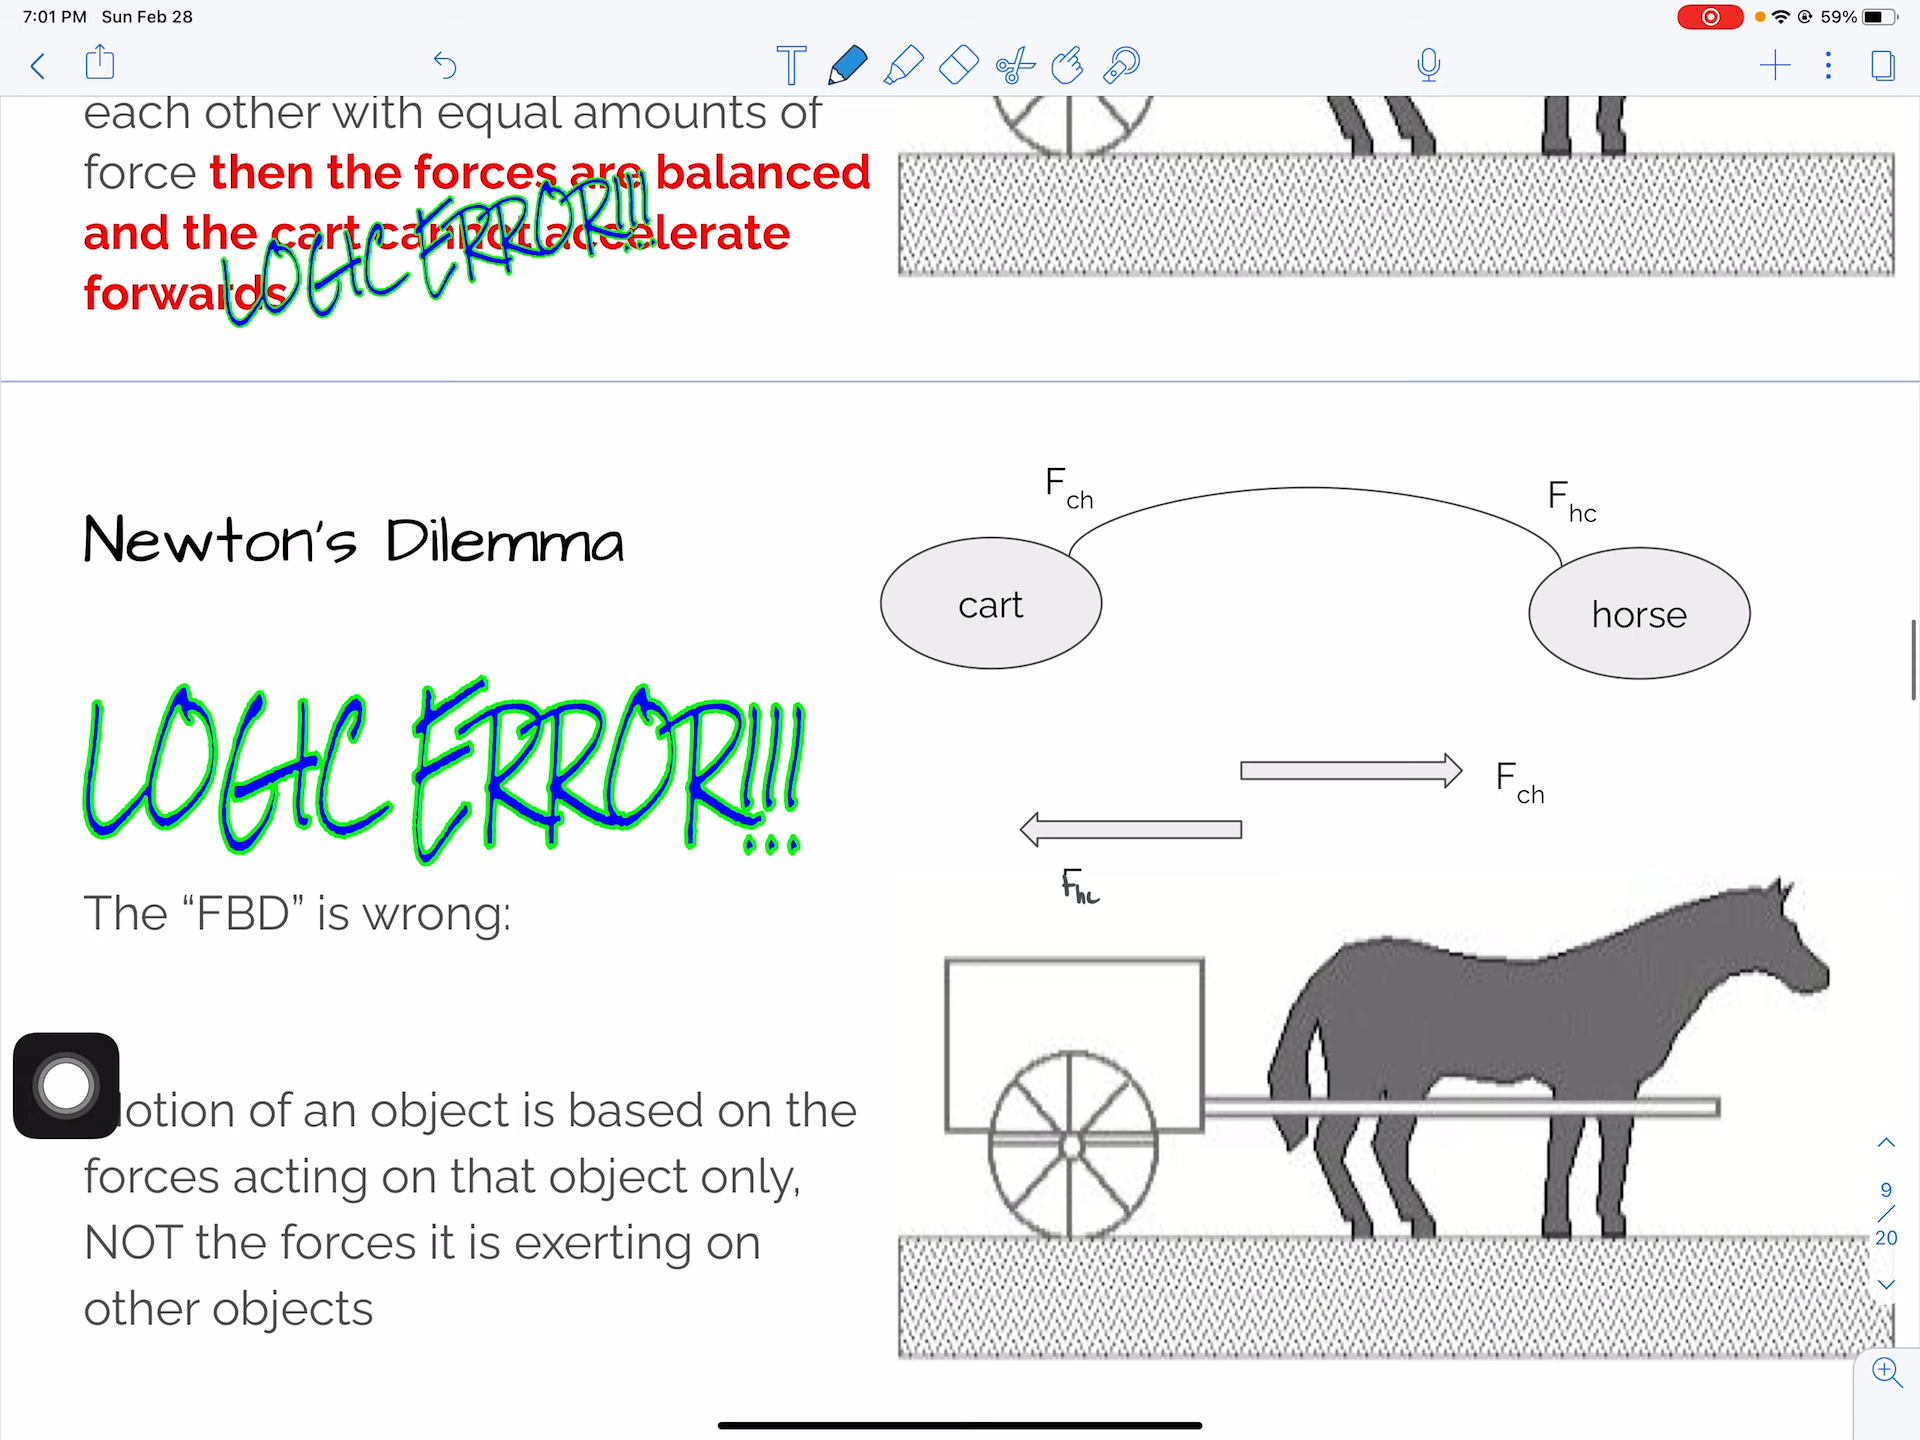 7:01 PM Sun Feb 28
59%
each other with equal amounts of
force then the forces are balanced
and the cart cannot accelerate
forwards
LOGIC ERROR!!!
Newton's Dilemma
F ch
F hc
cart
horse
LOGIC ERROR!!!
F ch
Fhc
The “FBD” is wrong:
otion of an object is based on the
forces acting on that object only,
NOT the forces it is exerting on
other objects
9
/
20